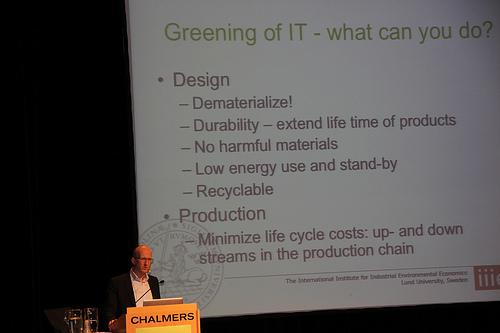 Greening of IT - what can you do?
• Design
– Dematerialize!
– Durability – extend life time of products
– No harmful materials
– Low energy use and stand-by
– Recyclable
• Production
– Minimize life cycle costs: up- and down
streams in the production chain
The International Institute for Industrial Environmental Economics
Lund University, Sweden
iiie
CHALMERS